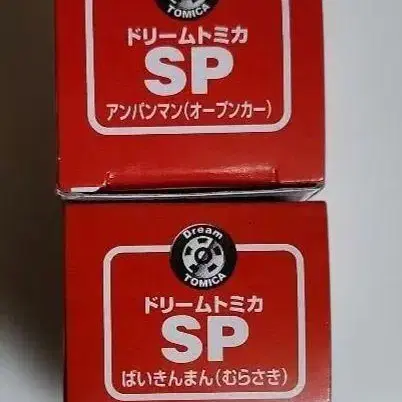 TOMICA
ドリームトミカ
SP
アンパンマン(オープンカー)
Dream
TOMICA
ドリームトミカ
SP
ばいきんまん(むらさき)